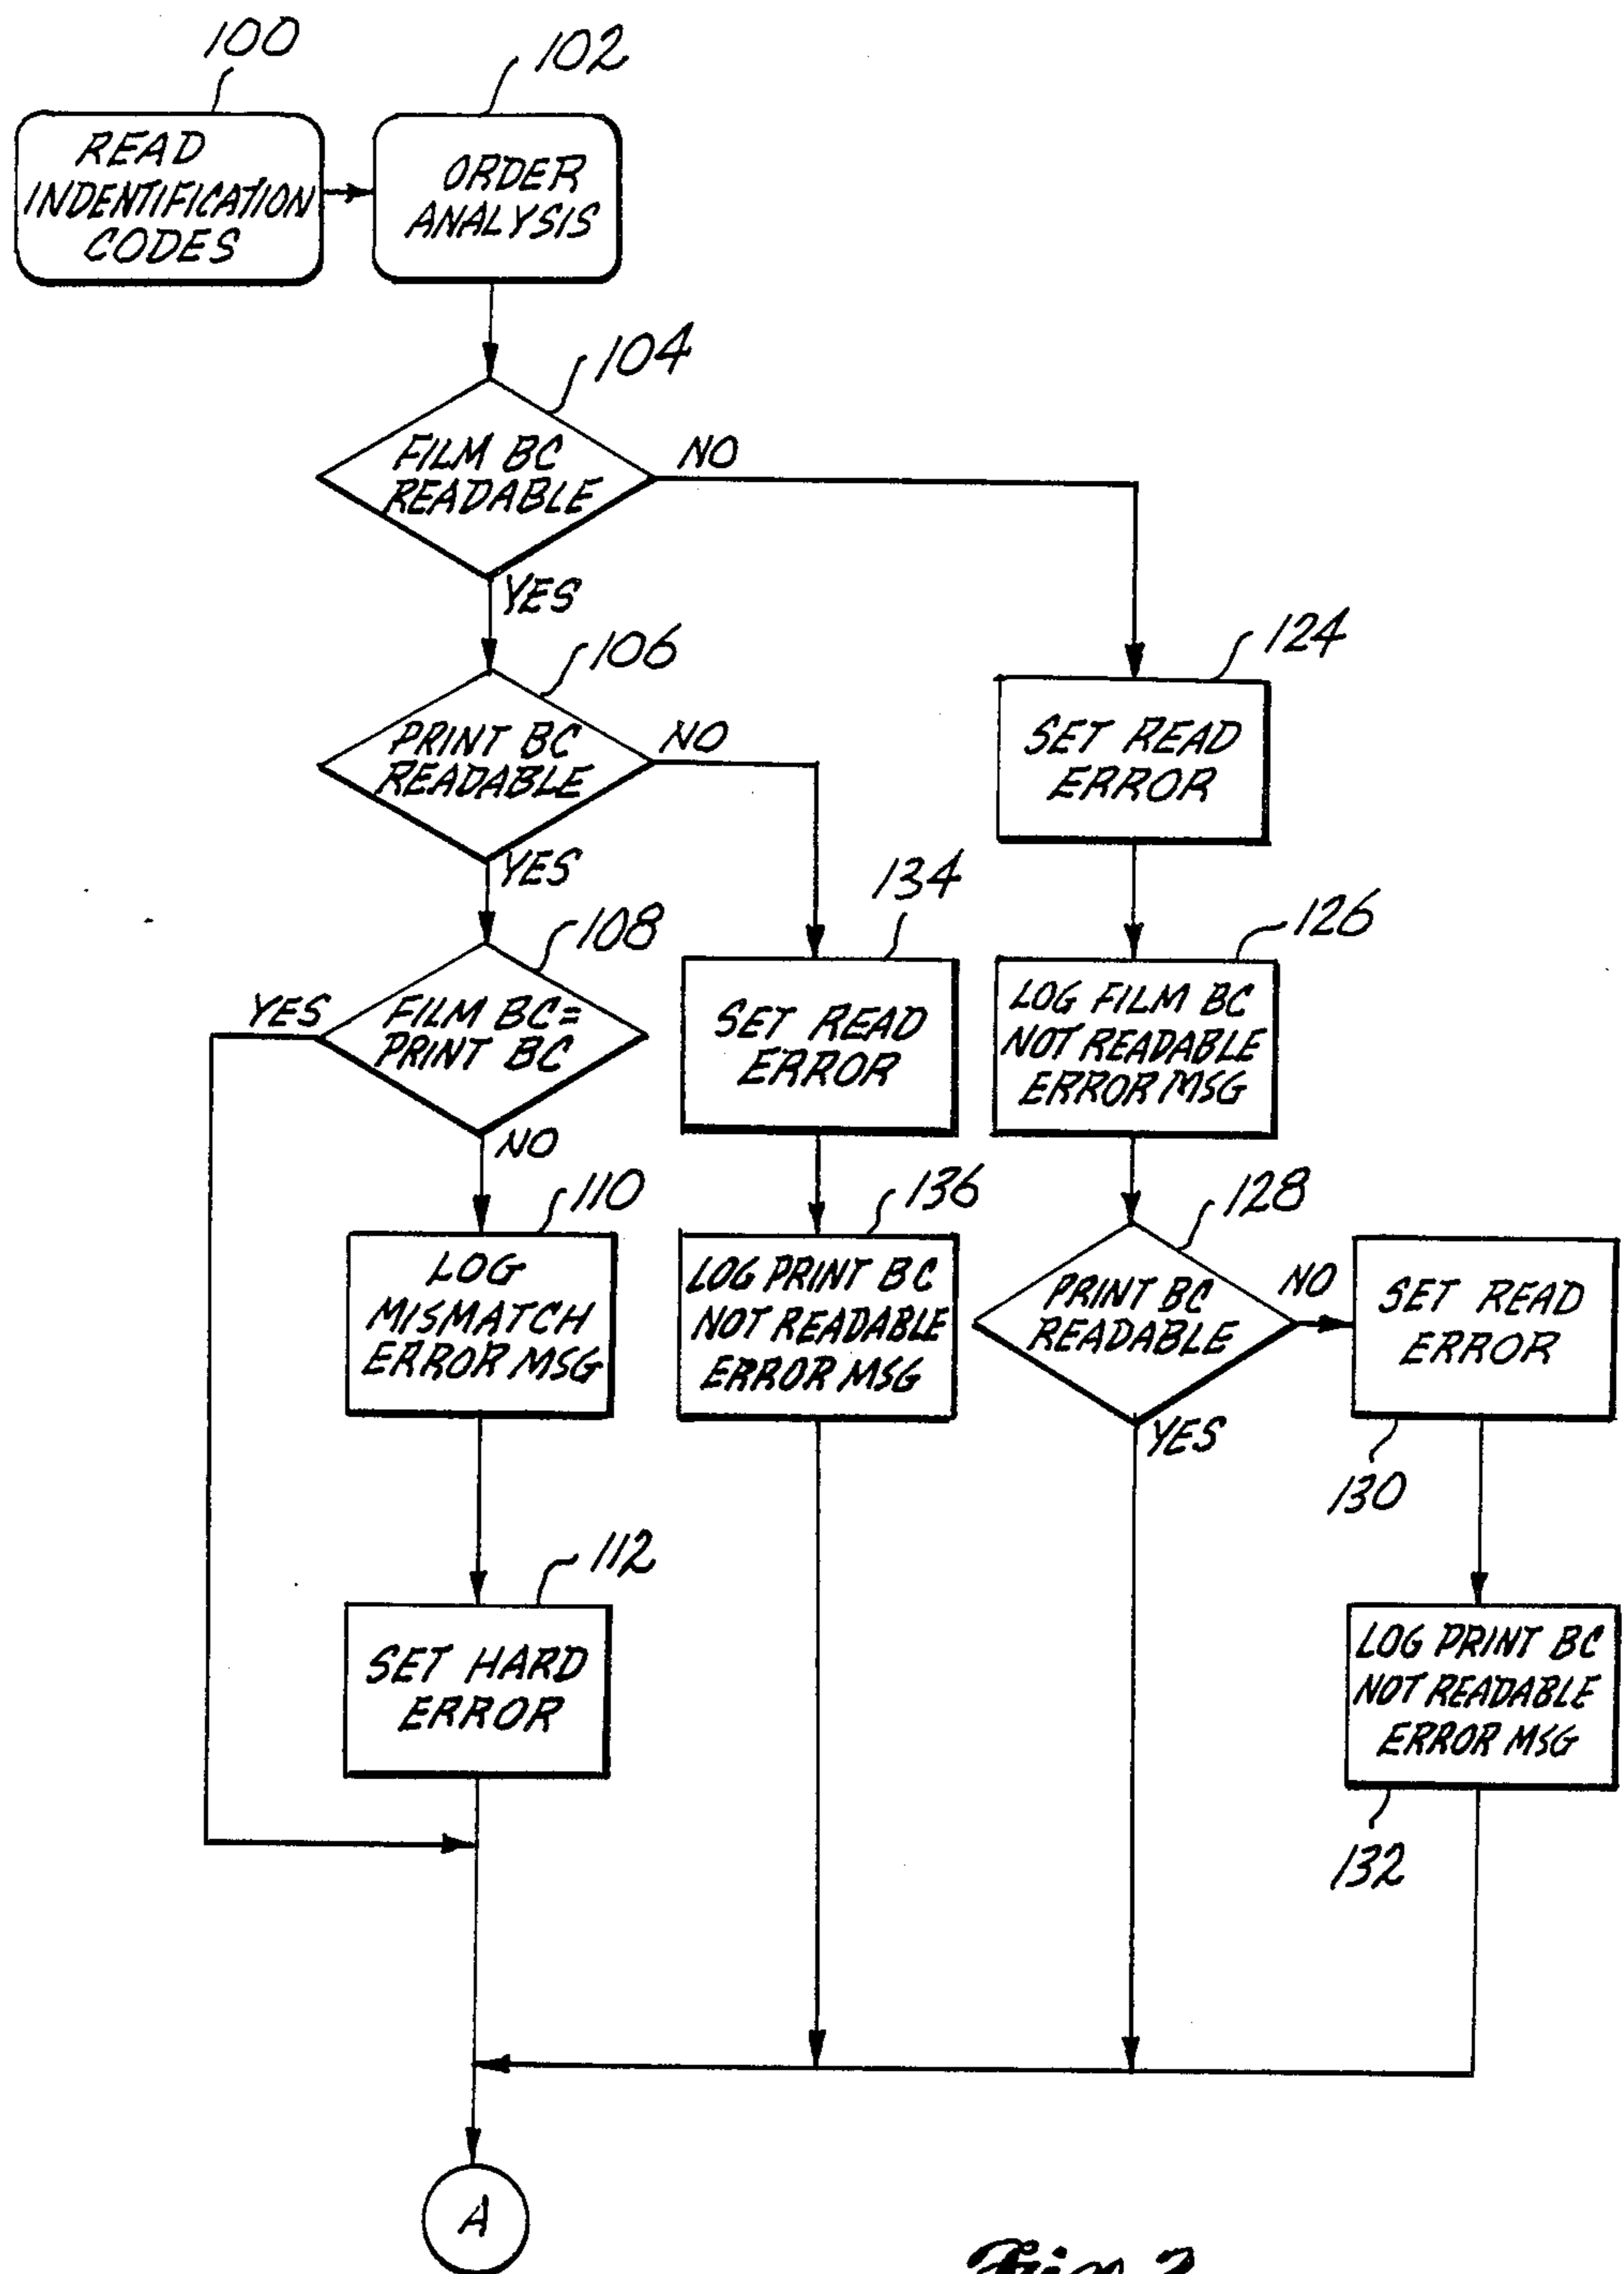 100
READ
INDENTIFICATION
CODES
102
ORDER
ANALYSIS
104
FILM BC
READABLE
NO
YES
106
PRINT BC
READABLE
NO
YES
108
FILM BC=
PRINT BC
YES
NO
110
LOG
MISMATCH
ERROR MSG
112
SET HARD
ERROR
134
SET READ
ERROR
136
LOG PRINT BC
NOT READABLE
ERROR MSG
124
SET READ
ERROR
126
LOG FILM BC
NOT READABLE
ERROR MSG
128
PRINT BC
READABLE
NO
YES
SET READ
ERROR
130
LOG PRINT BC
NOT READABLE
ERROR MSG
132
A